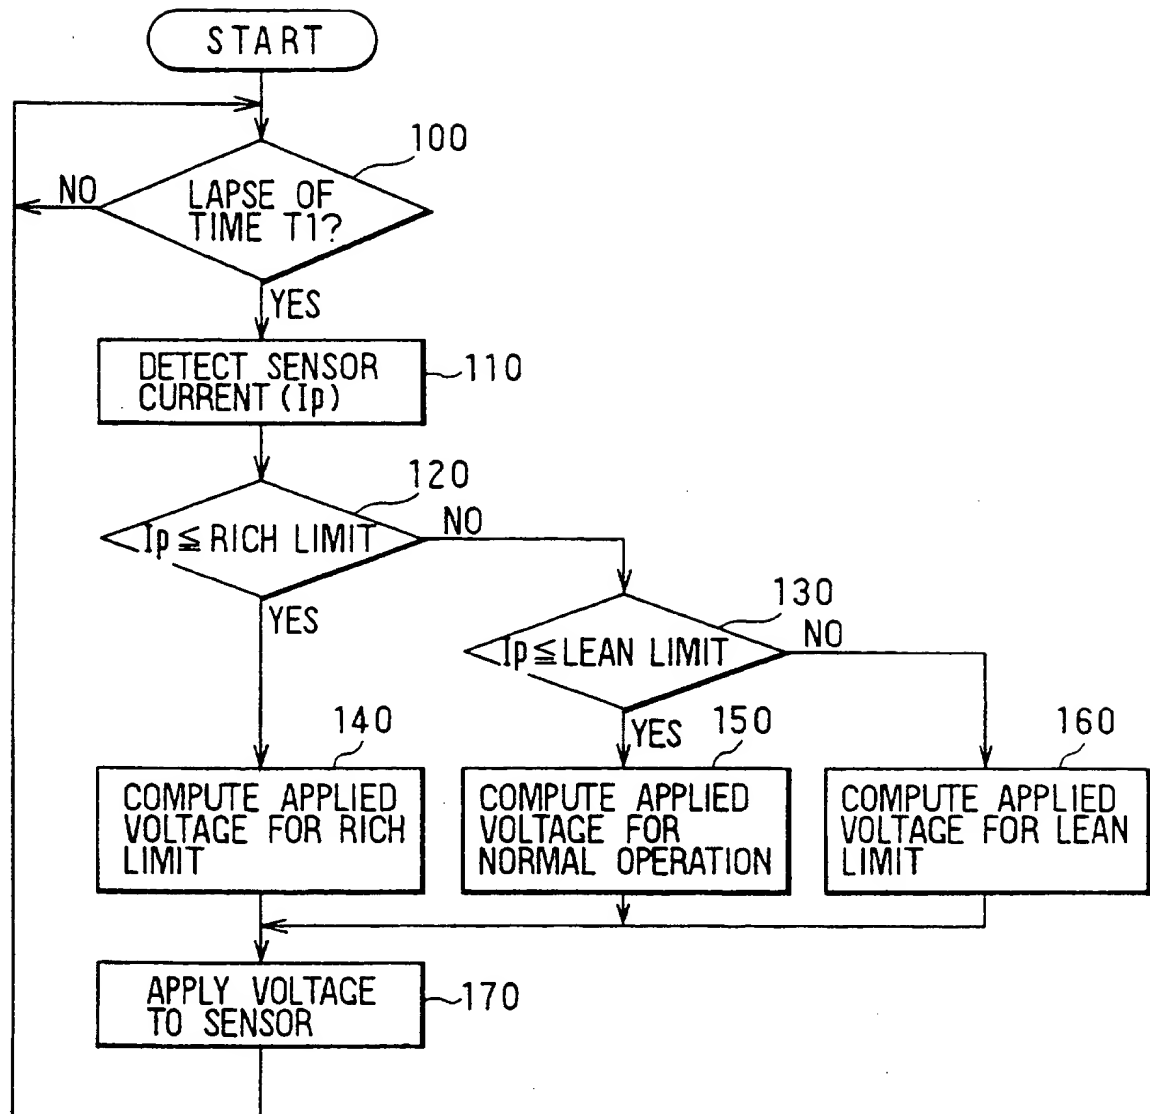 START
100
NO
LAPSE OF
TIME T1?
YES
DETECT SENSOR
CURRENT (Ip)
110
120
Ip ≦ RICH LIMIT
NO
YES
130
Ip ≦ LEAN LIMIT
NO
YES
140
COMPUTE APPLIED
VOLTAGE FOR RICH
LIMIT
150
COMPUTE APPLIED
VOLTAGE FOR
NORMAL OPERATION
160
COMPUTE APPLIED
VOLTAGE FOR LEAN
LIMIT
APPLY VOLTAGE
TO SENSOR
170